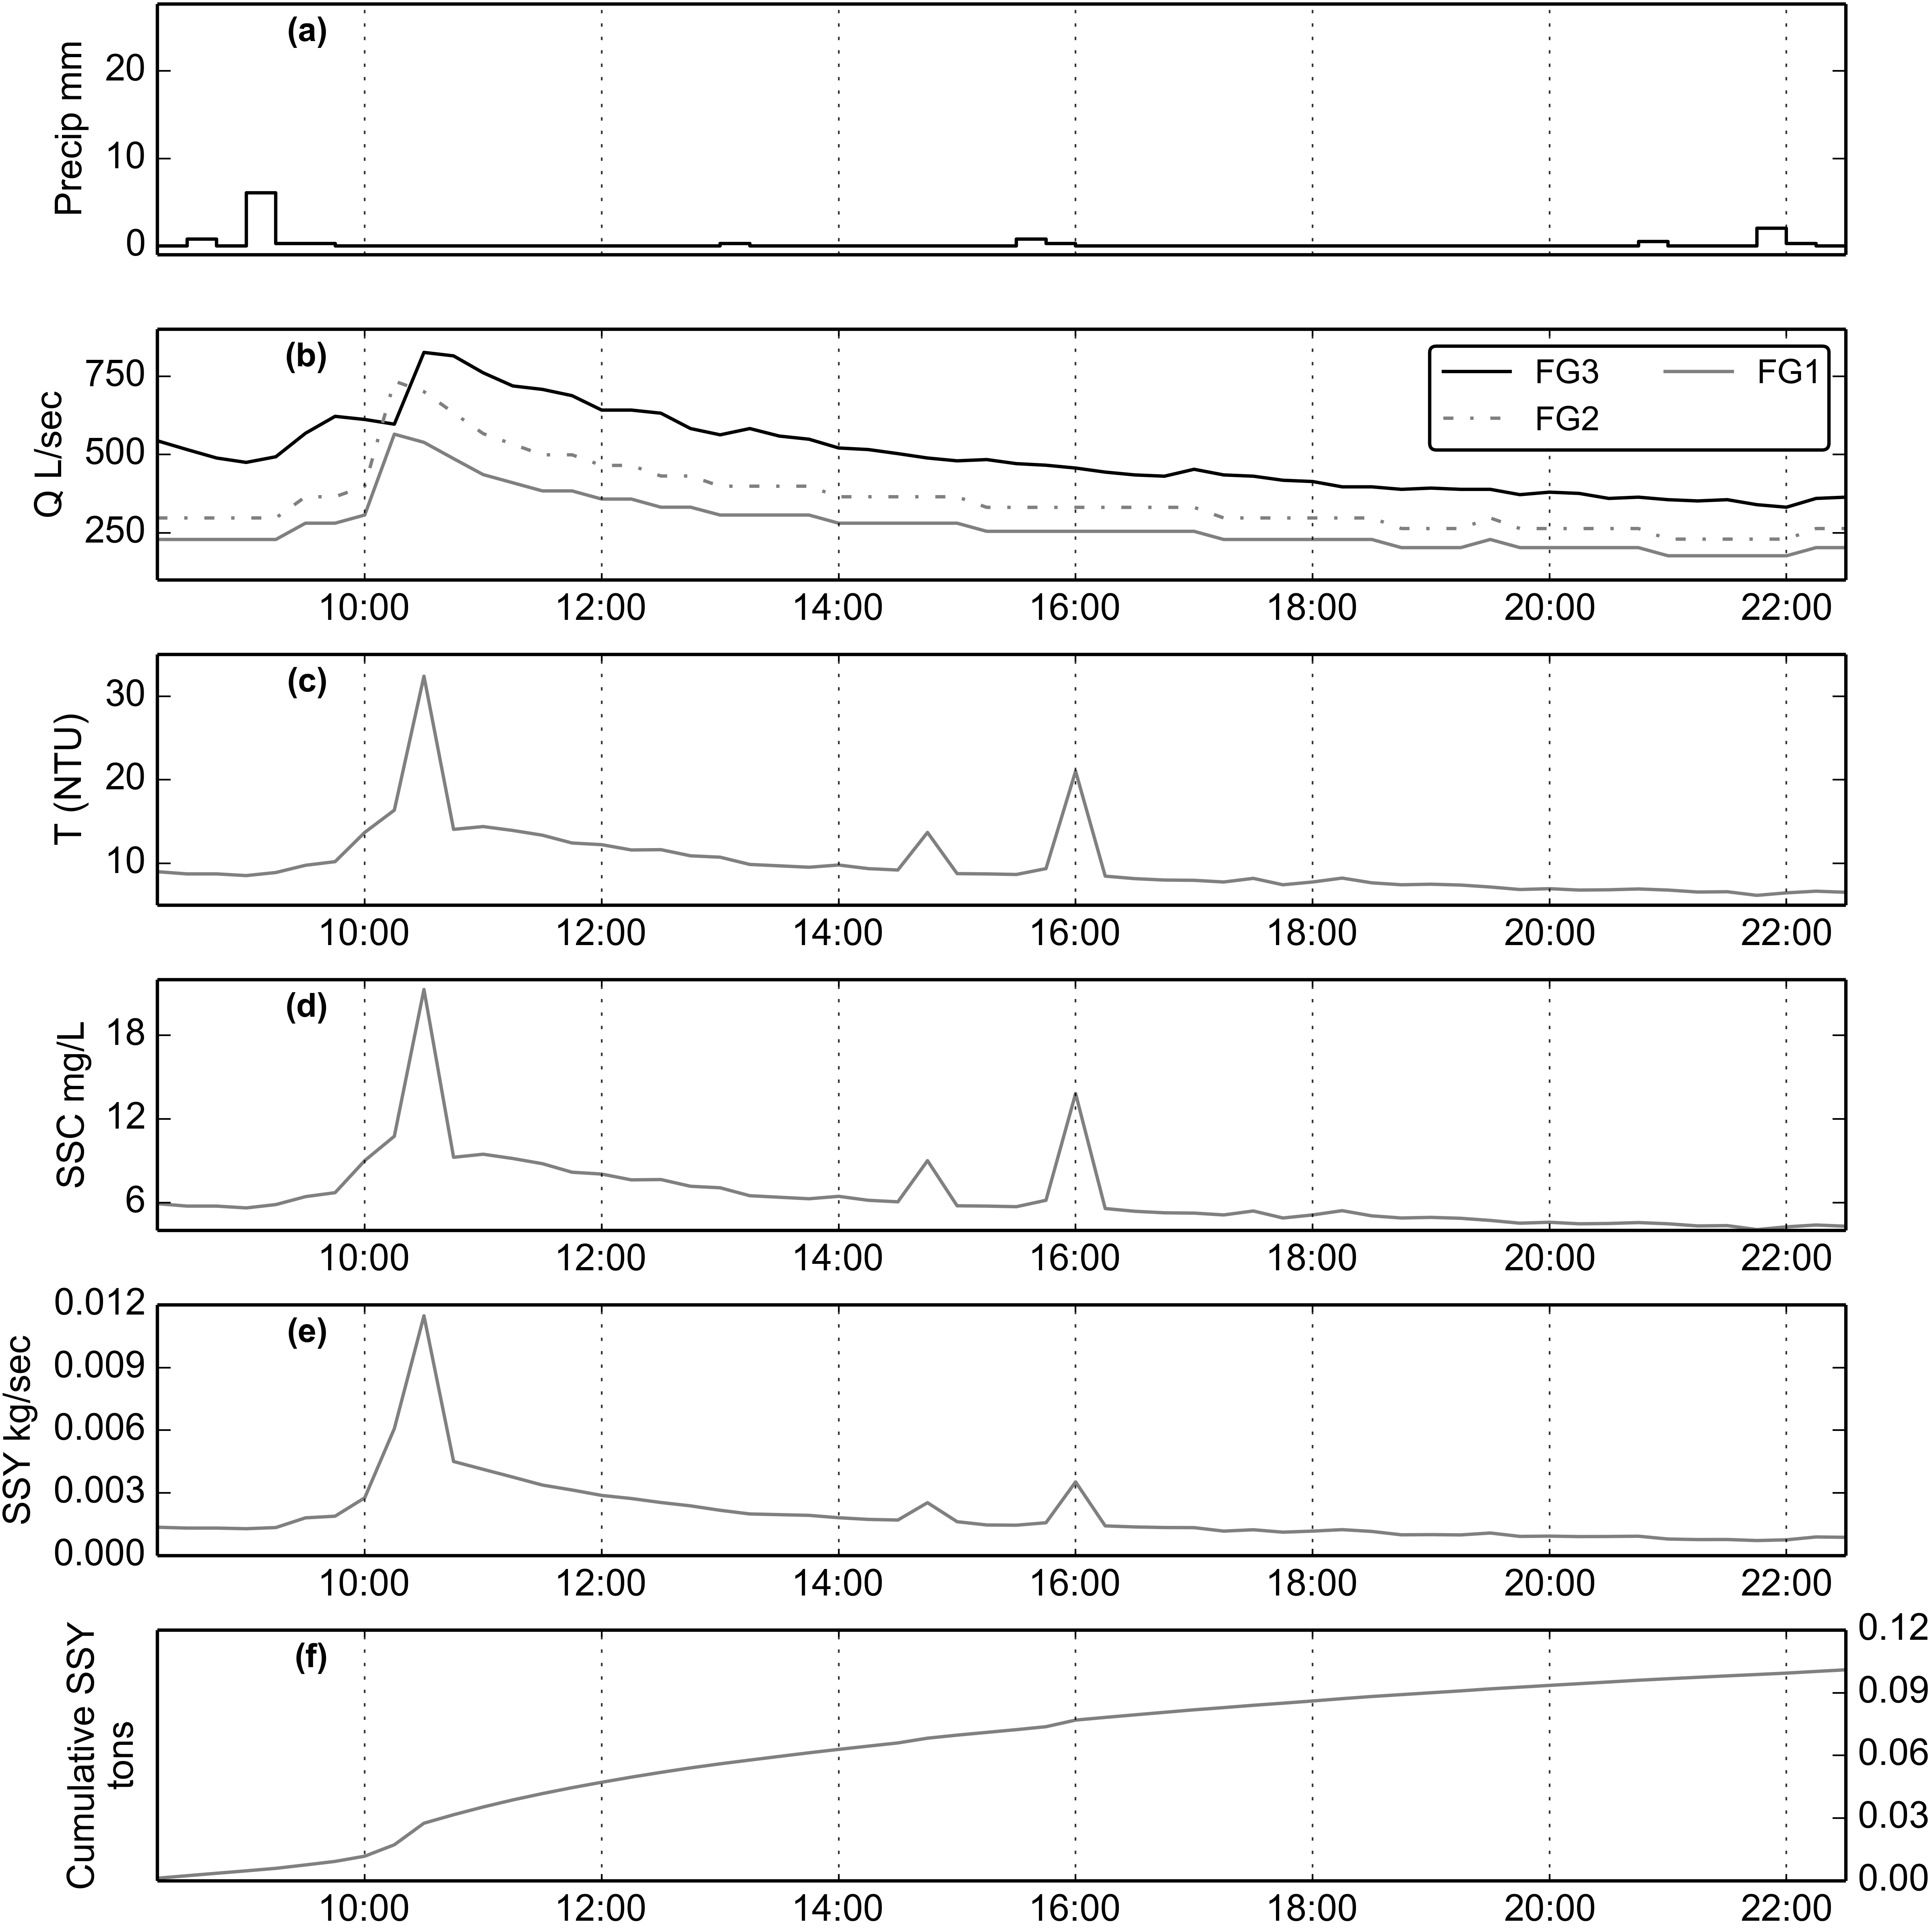 (a)
Precip mm
20
10
0
(b)
Q L/sec
750
500
250
FG3 FG1
FG2
10:00 12:00 14:00 16:00 18:00 20:00 22:00
(c)
T (NTU)
30
20
10
10:00 12:00 14:00 16:00 18:00 20:00 22:00
(d)
SSC mg/L
18
12
6
10:00 12:00 14:00 16:00 18:00 20:00 22:00
(e)
SSY kg/sec
0.012
0.009
0.006
0.003
0.000
10:00 12:00 14:00 16:00 18:00 20:00 22:00
(f)
Cumulative SSY
tons
0.12
0.09
0.06
0.03
0.00
10:00 12:00 14:00 16:00 18:00 20:00 22:00